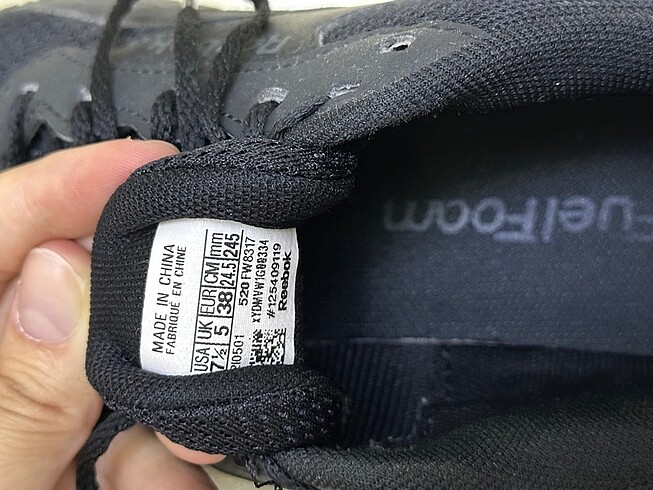 MADE IN CHINA
FABRIQUÉ EN CHINE
USA UK EUR CM mm
7½ 5 38 24.5 245
520 FW8317
#125409119
Reebok
FuelFoam